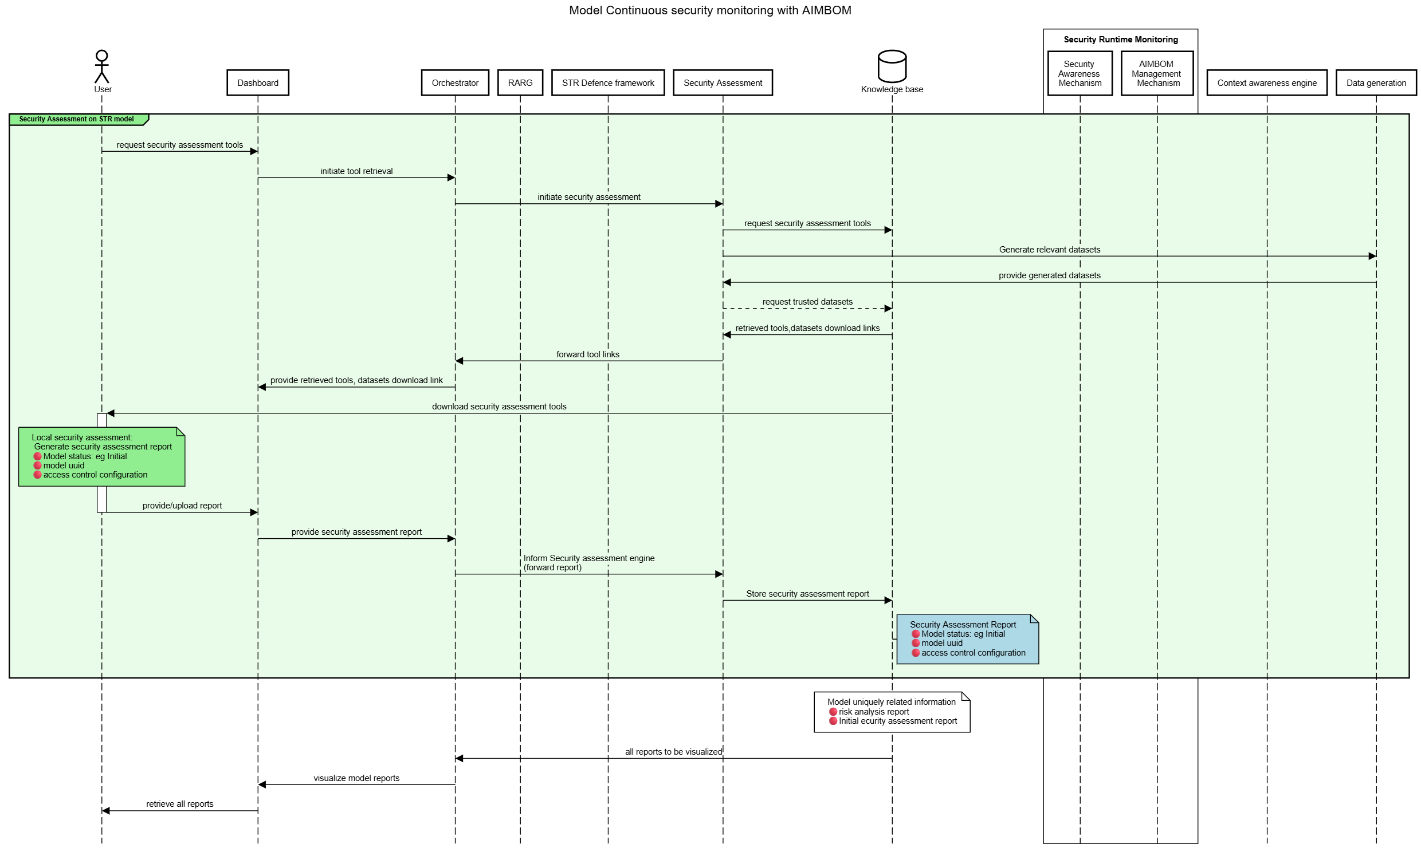 Model Continuous security monitoring with AIMBOM
Security Runtime Monitoring
User
Dashboard
Orchestrator
RARG
STR Defence framework
Security Assessment
Knowledge base
Security
Awareness
Mechanism
AIMBOM
Management
Mechanism
Context awareness engine
Data generation
Security Assessment on STR model
request security assessment tools
initiate tool retrieval
initiate security assessment
request security assessment tools
Generate relevant datasets
provide generated datasets
request trusted datasets
retrieved tools,datasets download links
forward tool links
provide retrieved tools, datasets download link
download security assessment tools
Local security assessment:
Generate security assessment report
Model status: eg Initial
model uuid
access control configuration
provide/upload report
provide security assessment report
Inform Security assessment engine
(forward report)
Store security assessment report
Security Assessment Report
Model status: eg Initial
model uuid
access control configuration
Model uniquely related information
risk analysis report
Initial ecurity assessment report
all reports to be visualized
visualize model reports
retrieve all reports